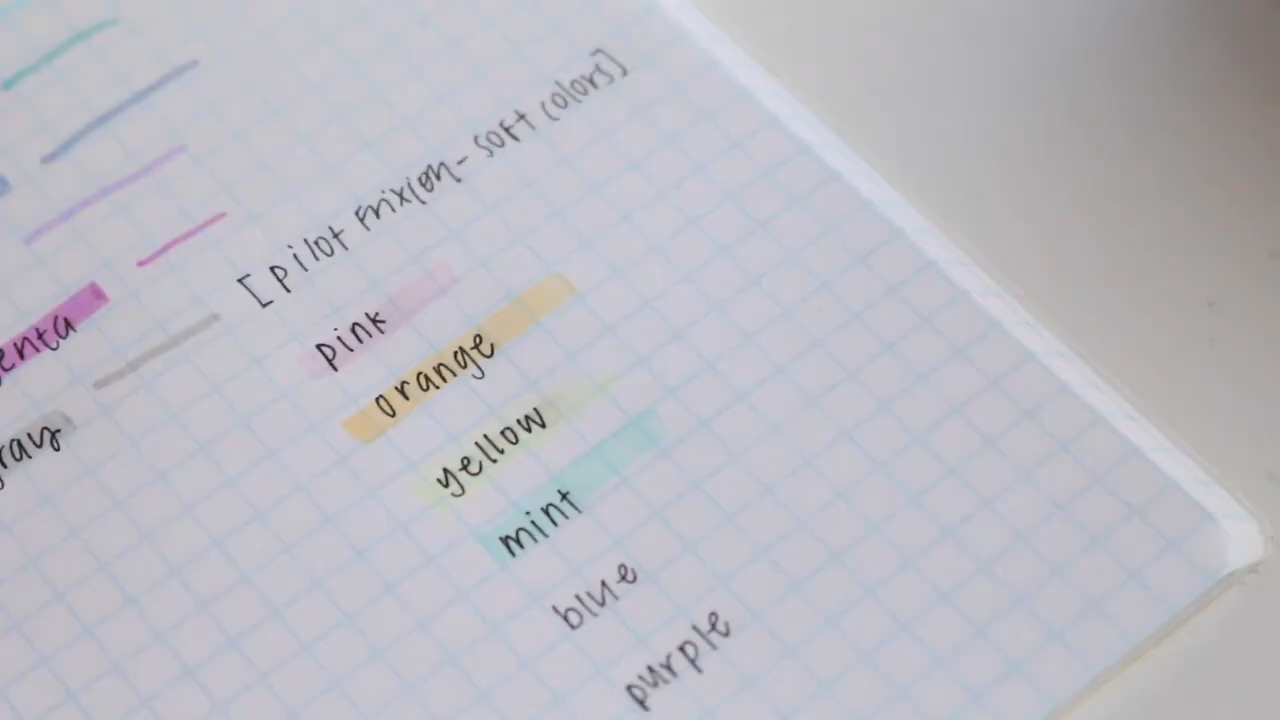 [pilot Frixion - soft colors]
pink
orange
yellow
mint
blue
purple
enta
ray